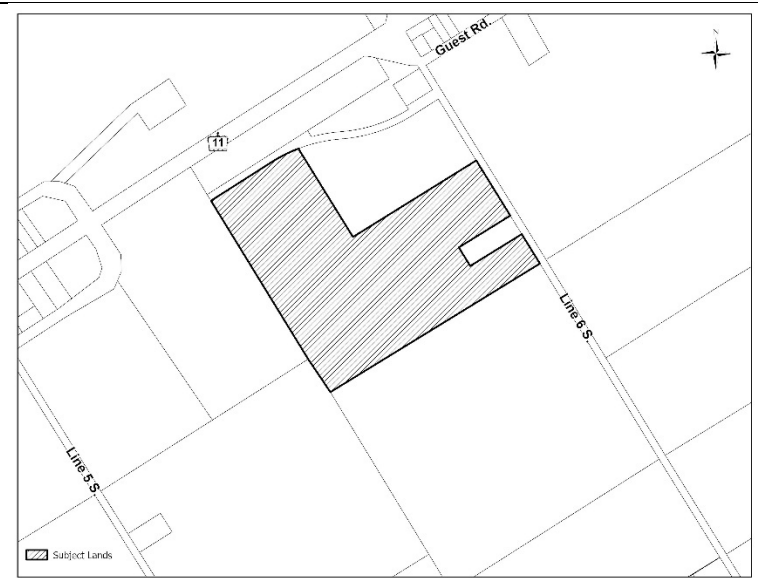 Guest Rd.
N
11
Line 6 S.
Line 5 S.
Subject Lands